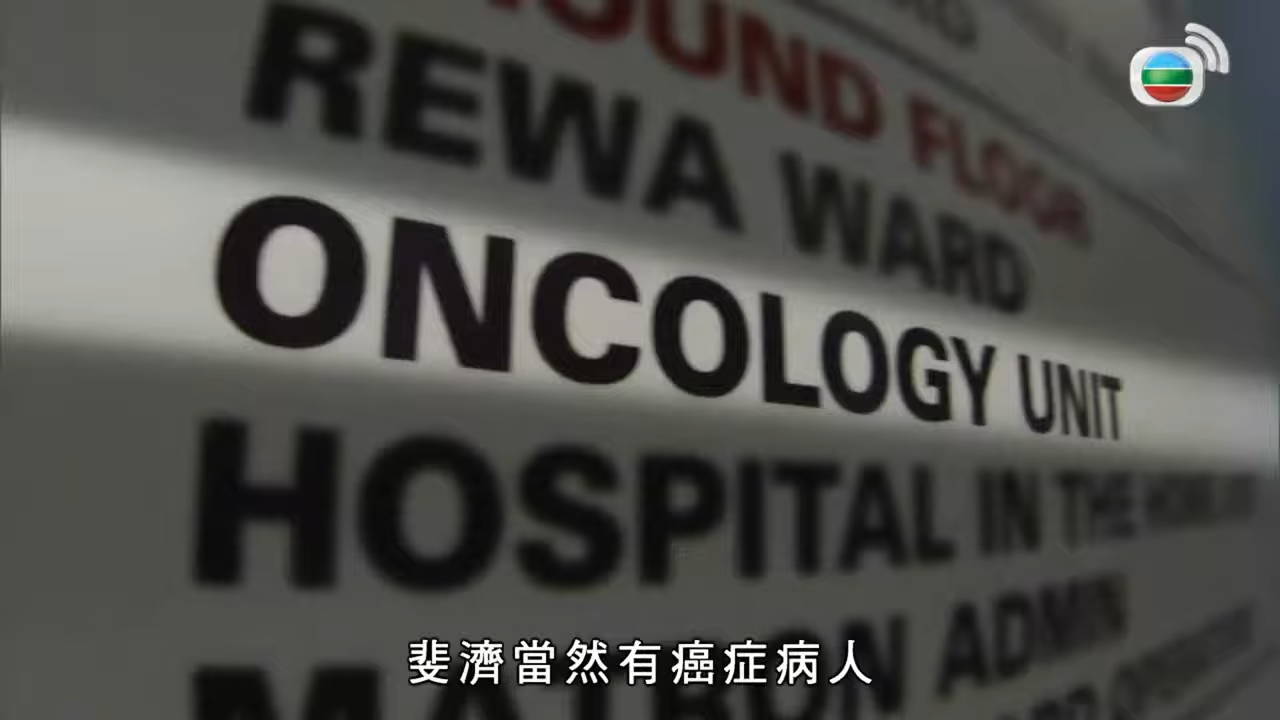 OUND FLOOR
REWA WARD
ONCOLOGY UNIT
HOSPITAL IN THE
MATRON ADMIN
斐濟當然有癌症病人